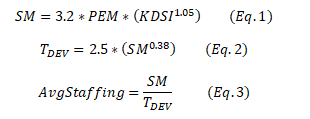 SM = 3.2 * PEM * (KDSI^1.05)     (Eq. 1)
T_DEV = 2.5 * (SM^0.38)     (Eq. 2)
AvgStaffing = SM / T_DEV     (Eq. 3)